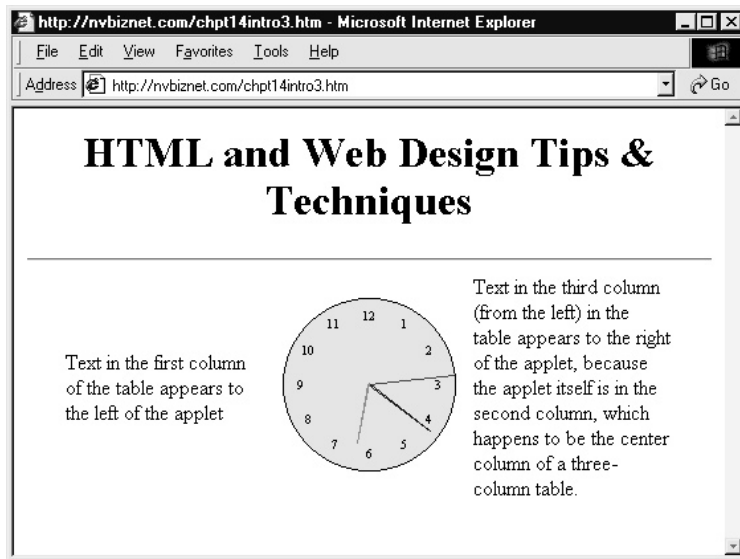 http://nvbiznet.com/chpt14intro3.htm - Microsoft Internet Explorer
File Edit View Favorites Tools Help
Address http://nvbiznet.com/chpt14intro3.htm Go
HTML and Web Design Tips &
Techniques
Text in the first column
of the table appears to
the left of the applet
12
11 1
10 2
9 3
8 4
7 5
6
Text in the third column
(from the left) in the
table appears to the right
of the applet, because
the applet itself is in the
second column, which
happens to be the center
column of a three-
column table.